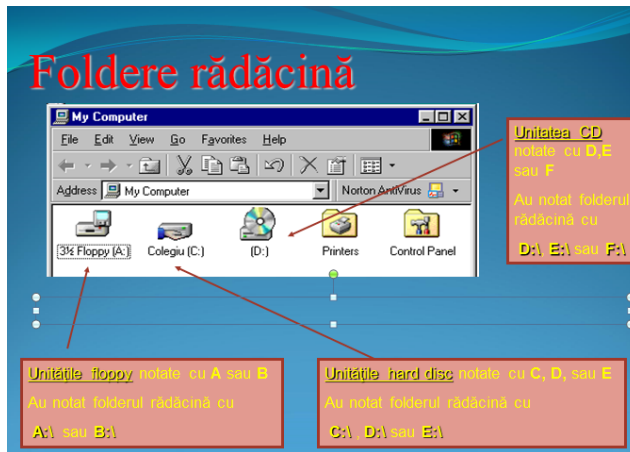 Foldere rădăcină
My Computer
File Edit View Go Favorites Help
Address My Computer Norton AntiVirus
3½ Floppy (A:) Colegiu (C:) (D:) Printers Control Panel
Unitatea CD
notate cu D,E
sau F
Au notat folderul
rădăcină cu
D:\, E:\ sau F:\
Unităţile floppy notate cu A sau B
Au notat folderul rădăcină cu
A:\ sau B:\
Unităţile hard disc notate cu C, D, sau E
Au notat folderul rădăcină cu
C:\ , D:\ sau E:\